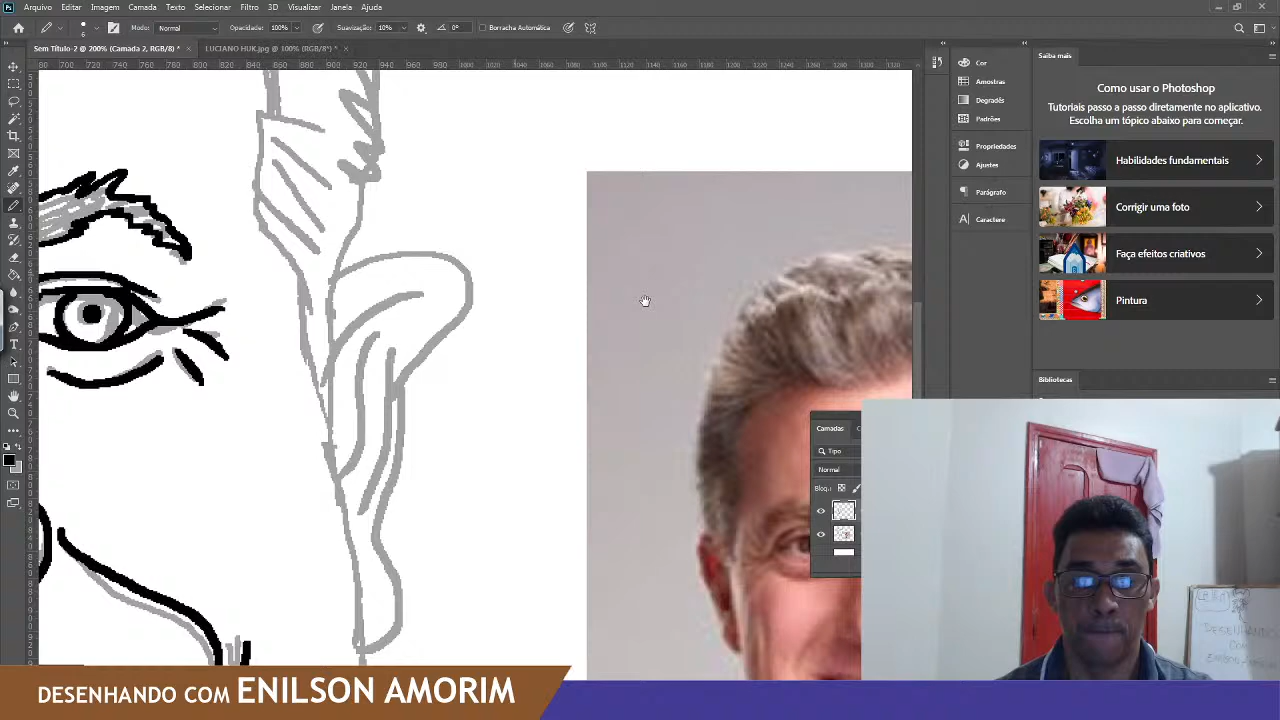 Arquivo Editar Imagem Camada Texto Selecionar Filtro 3D Visualizar Janela Ajuda
Modo: Normal Opacidade: 100% Suavização: 10% 0° Borracha Automática
Sem Título-2 @ 200% (Camada 2, RGB/8) * × LUCIANO HUK.jpg @ 100% (RGB/8*) * ×
Cor
Amostras
Degradês
Padrões
Propriedades
Ajustes
Parágrafo
Caractere
Saiba mais
Como usar o Photoshop
Tutoriais passo a passo diretamente no aplicativo.
Escolha um tópico abaixo para começar.
Habilidades fundamentais
Corrigir uma foto
Faça efeitos criativos
Pintura
Bibliotecas
Camadas
Tipo
Normal
DESENHANDO
COM
DESENHANDO COM ENILSON AMORIM